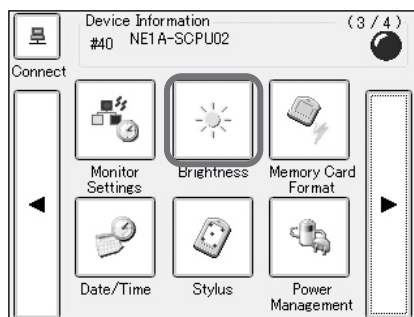 Device Information
(3/4)
#40 NE1A-SCPU02
Connect
Monitor Settings
Brightness
Memory Card Format
Date/Time
Stylus
Power Management